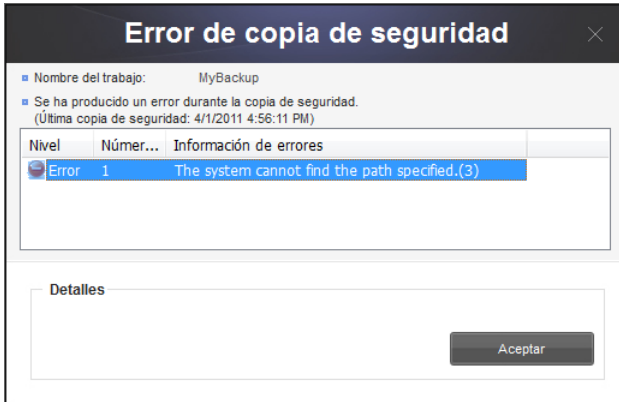 Error de copia de seguridad
Nombre del trabajo: MyBackup
Se ha producido un error durante la copia de seguridad.
(Última copia de seguridad: 4/1/2011 4:56:11 PM)
Nivel Númer... Información de errores
Error 1 The system cannot find the path specified.(3)
Detalles
Aceptar